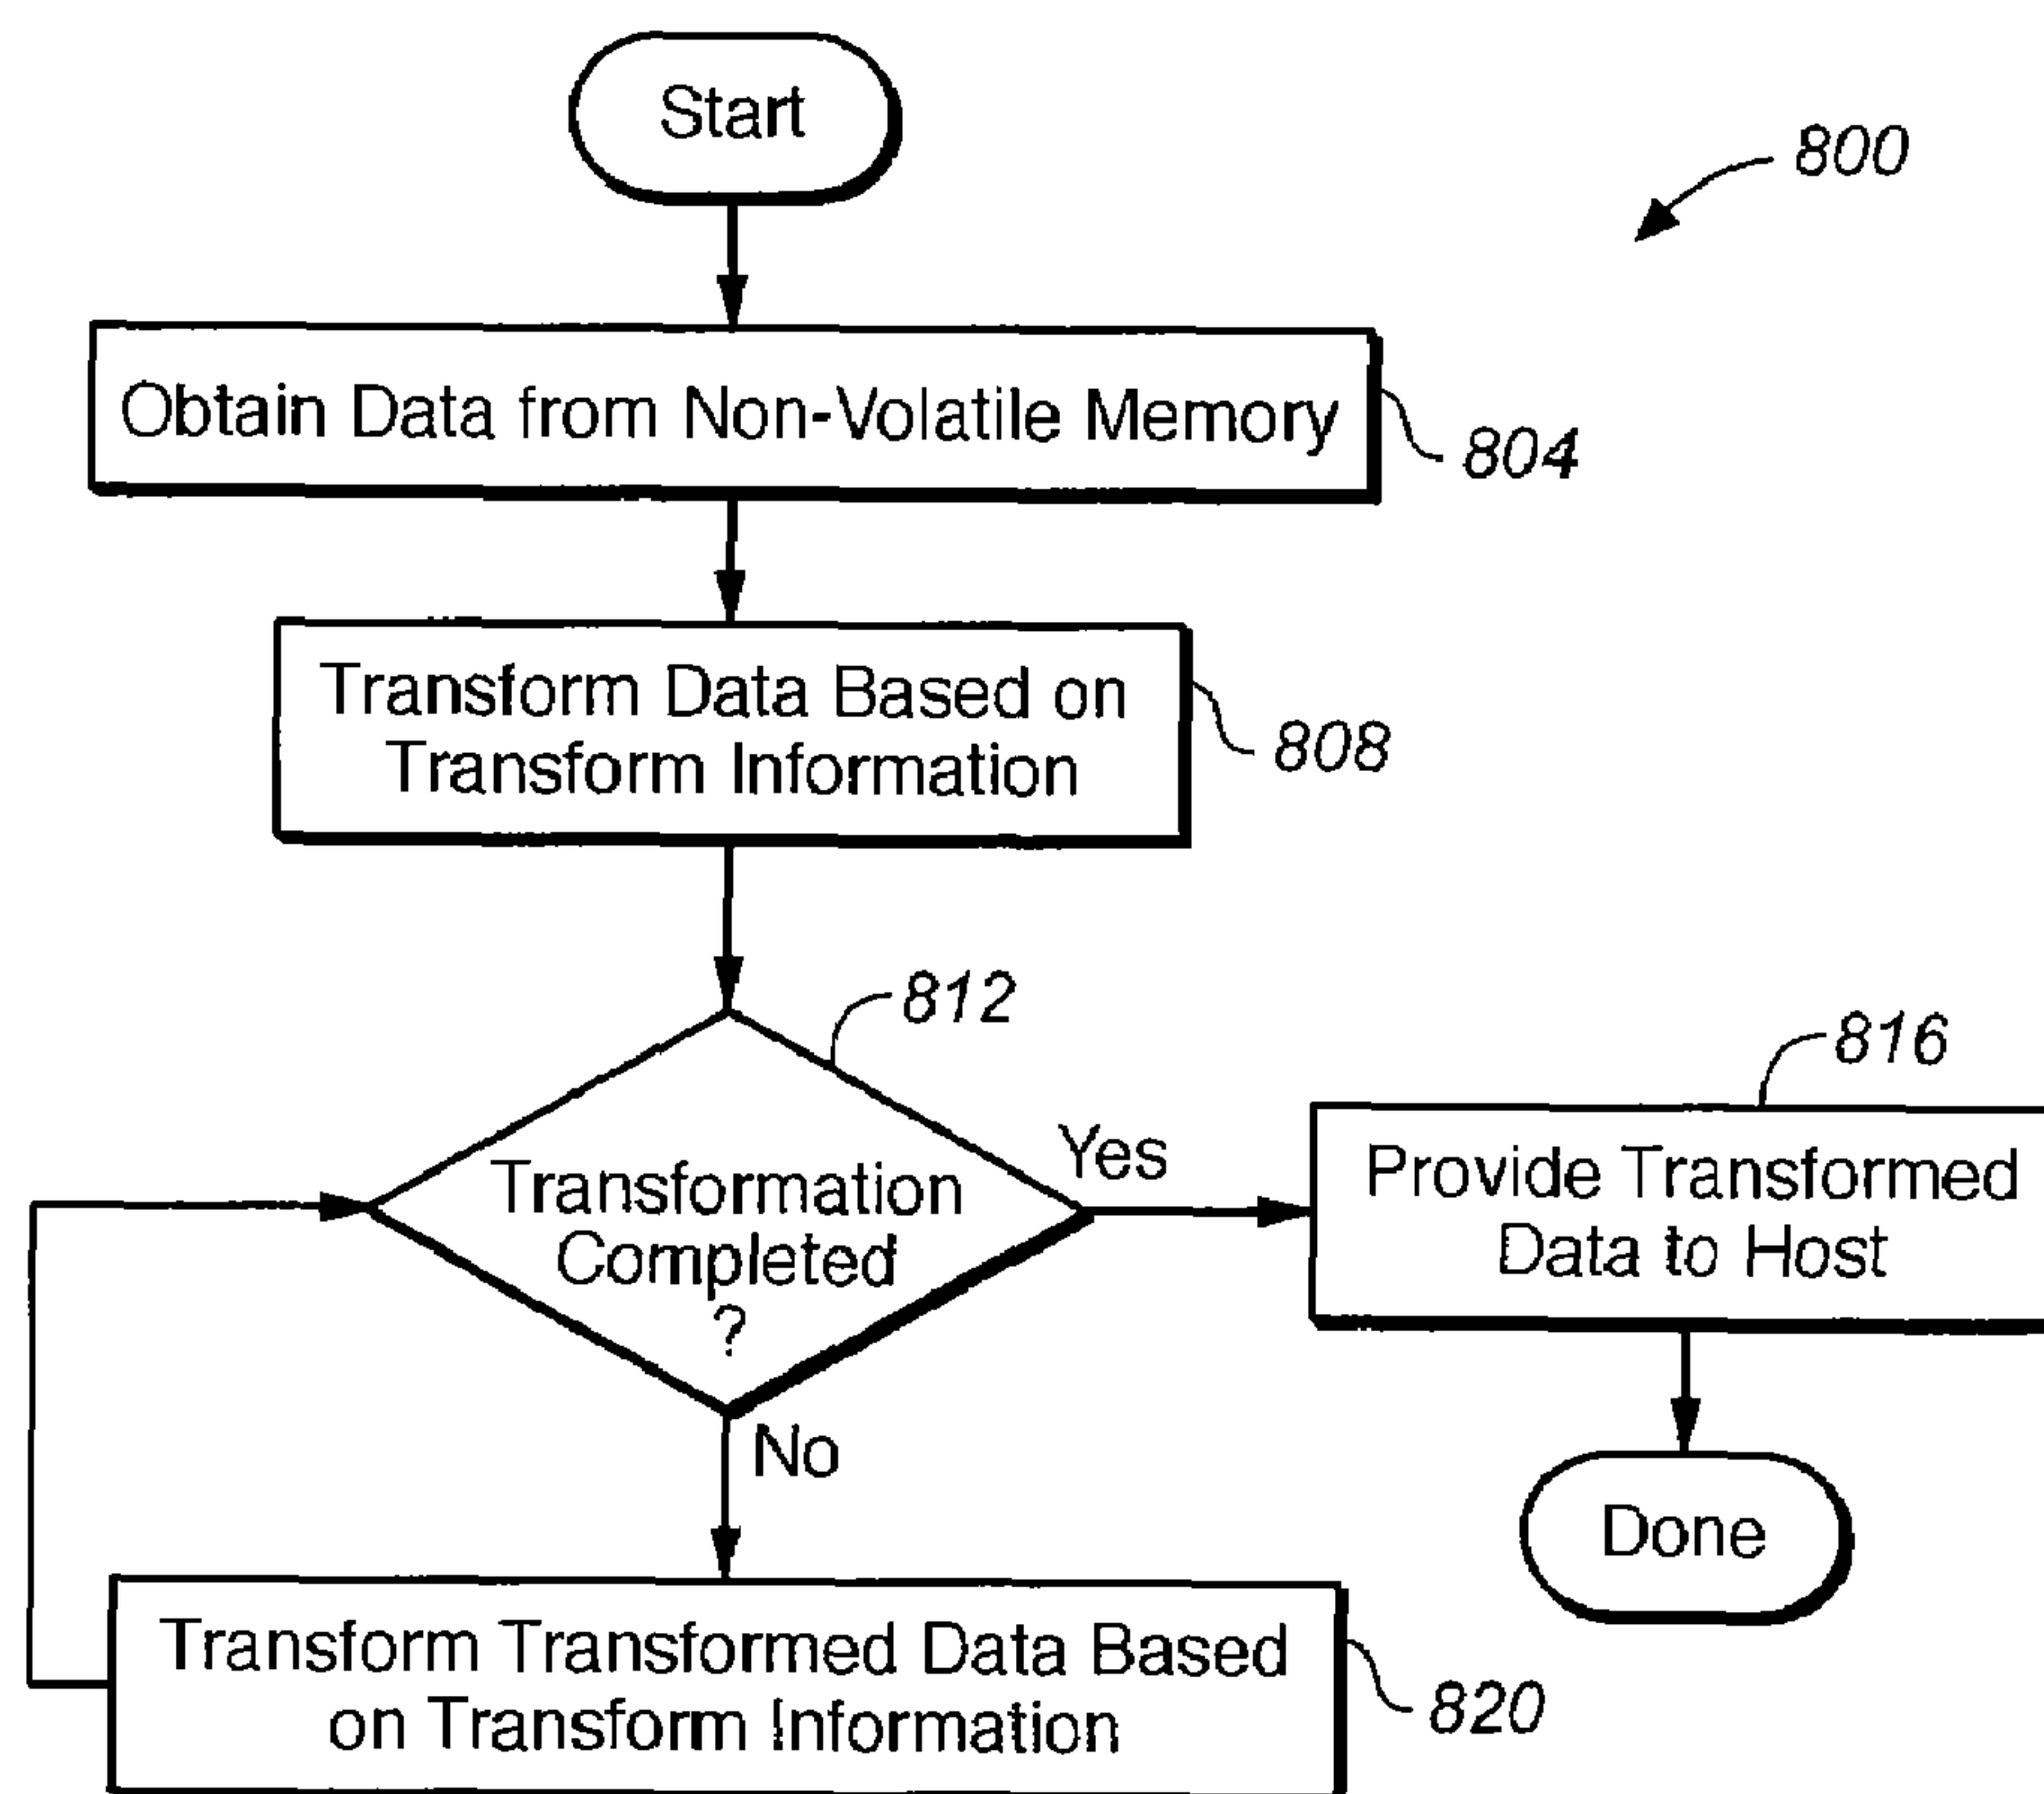 Start
800
Obtain Data from Non-Volatile Memory
804
Transform Data Based on
Transform Information
808
812
Transformation
Completed
?
Yes
816
Provide Transformed
Data to Host
No
Done
Transform Transformed Data Based
on Transform Information
820